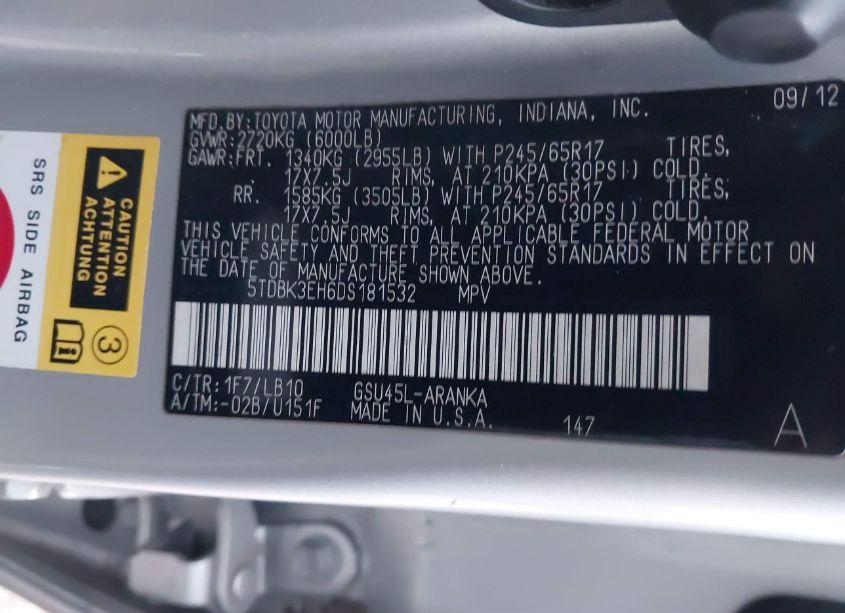 09/12
MFD.BY:TOYOTA MOTOR MANUFACTURING, INDIANA, INC.
GVWR:2720KG (6000LB)
GAWR:FRT. 1340KG (2955LB) WITH P245/65R17 TIRES,
17X7.5J RIMS, AT 210KPA (30PSI) COLD.
RR. 1585KG (3505LB) WITH P245/65R17 TIRES,
17X7.5J RIMS, AT 210KPA (30PSI) COLD.
THIS VEHICLE CONFORMS TO ALL APPLICABLE FEDERAL MOTOR
VEHICLE SAFETY AND THEFT PREVENTION STANDARDS IN EFFECT ON
THE DATE OF MANUFACTURE SHOWN ABOVE.
5TDBK3EH6DS181532 MPV
C/TR:1F7/LB10 GSU45L-ARANKA
A/TM:-02B/U151F MADE IN U.S.A. 147
A
SRS SIDE AIRBAG
CAUTION
ATTENTION
ACHTUNG
3
i